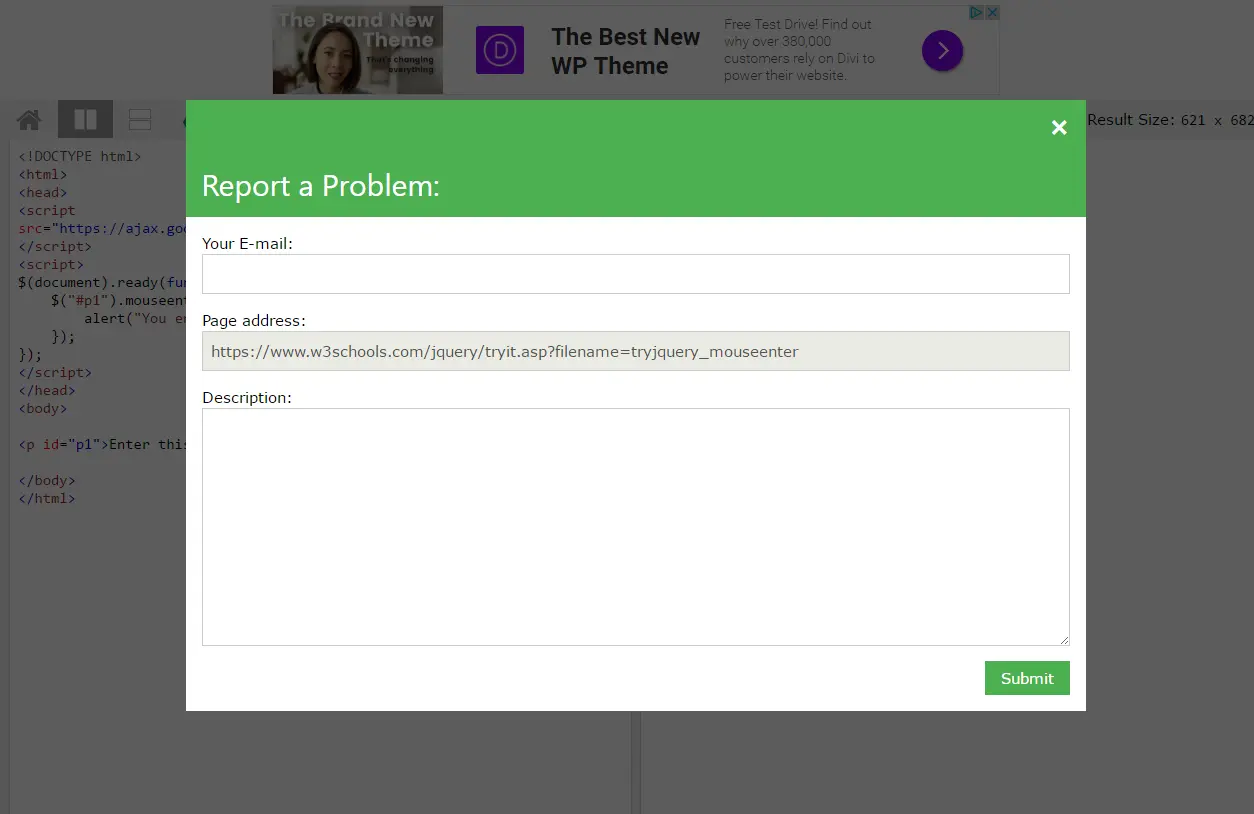 The Brand New
Theme
That's changing
everything
D
The Best New
WP Theme
Free Test Drive! Find out
why over 380,000
customers rely on Divi to
power their website.
Result Size: 621 x 682
<!DOCTYPE html>
<html>
<head>
<script
src="https://ajax.goo
</script>
<script>
$(document).ready(fun
$("#p1").mouseent
alert("You en
});
});
</script>
</head>
<body>
<p id="p1">Enter this
</body>
</html>
×
Report a Problem:
Your E-mail:
Page address:
https://www.w3schools.com/jquery/tryit.asp?filename=tryjquery_mouseenter
Description:
Submit